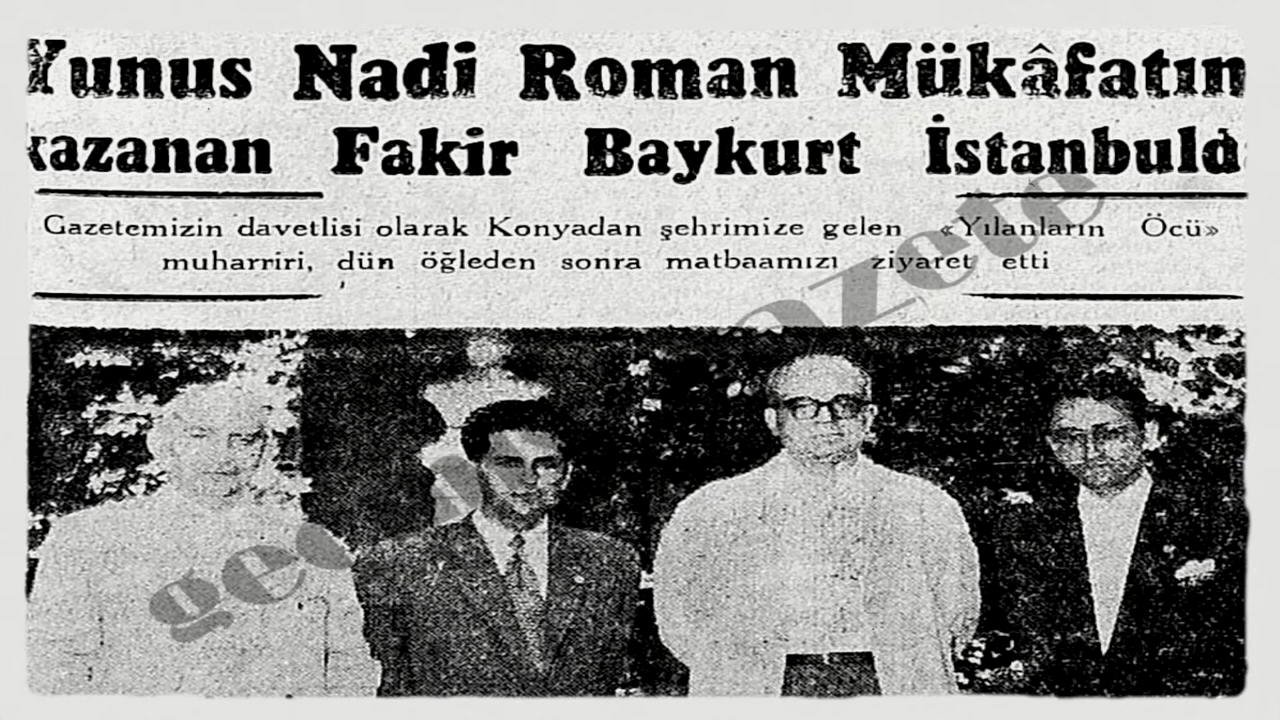 Yunus Nadi Roman Mükâfatın
kazanan Fakir Baykurt İstanbulda
Gazetemizin davetlisi olarak Konyadan şehrimize gelen «Yılanların Öcü»
muharriri, dün öğleden sonra matbaamızı ziyaret etti